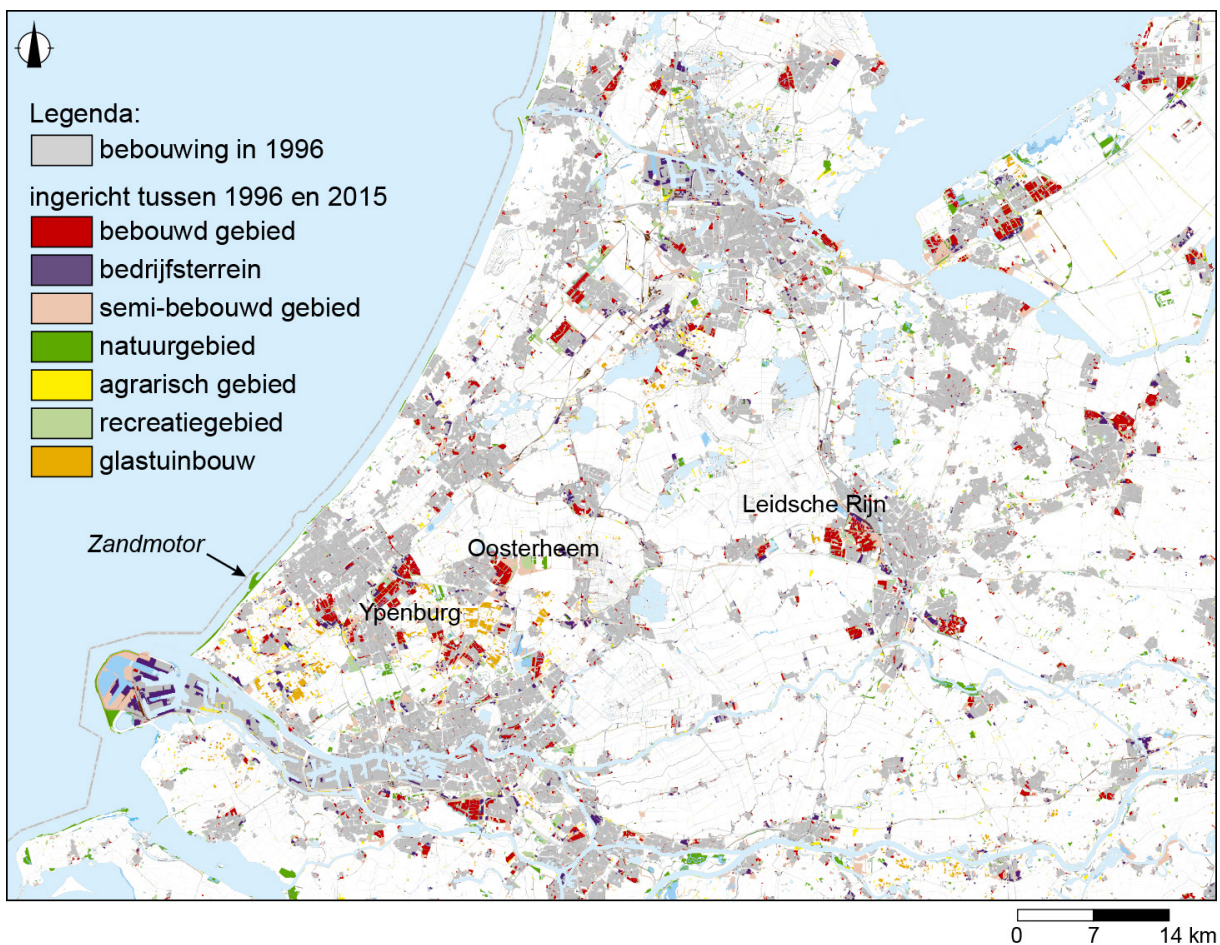 Legenda:
bebouwing in 1996
ingericht tussen 1996 en 2015
bebouwd gebied
bedrijfsterrein
semi-bebouwd gebied
natuurgebied
agrarisch gebied
recreatiegebied
glastuinbouw
Leidsche Rijn
Zandmotor
Oosterheem
Ypenburg
0 7 14 km